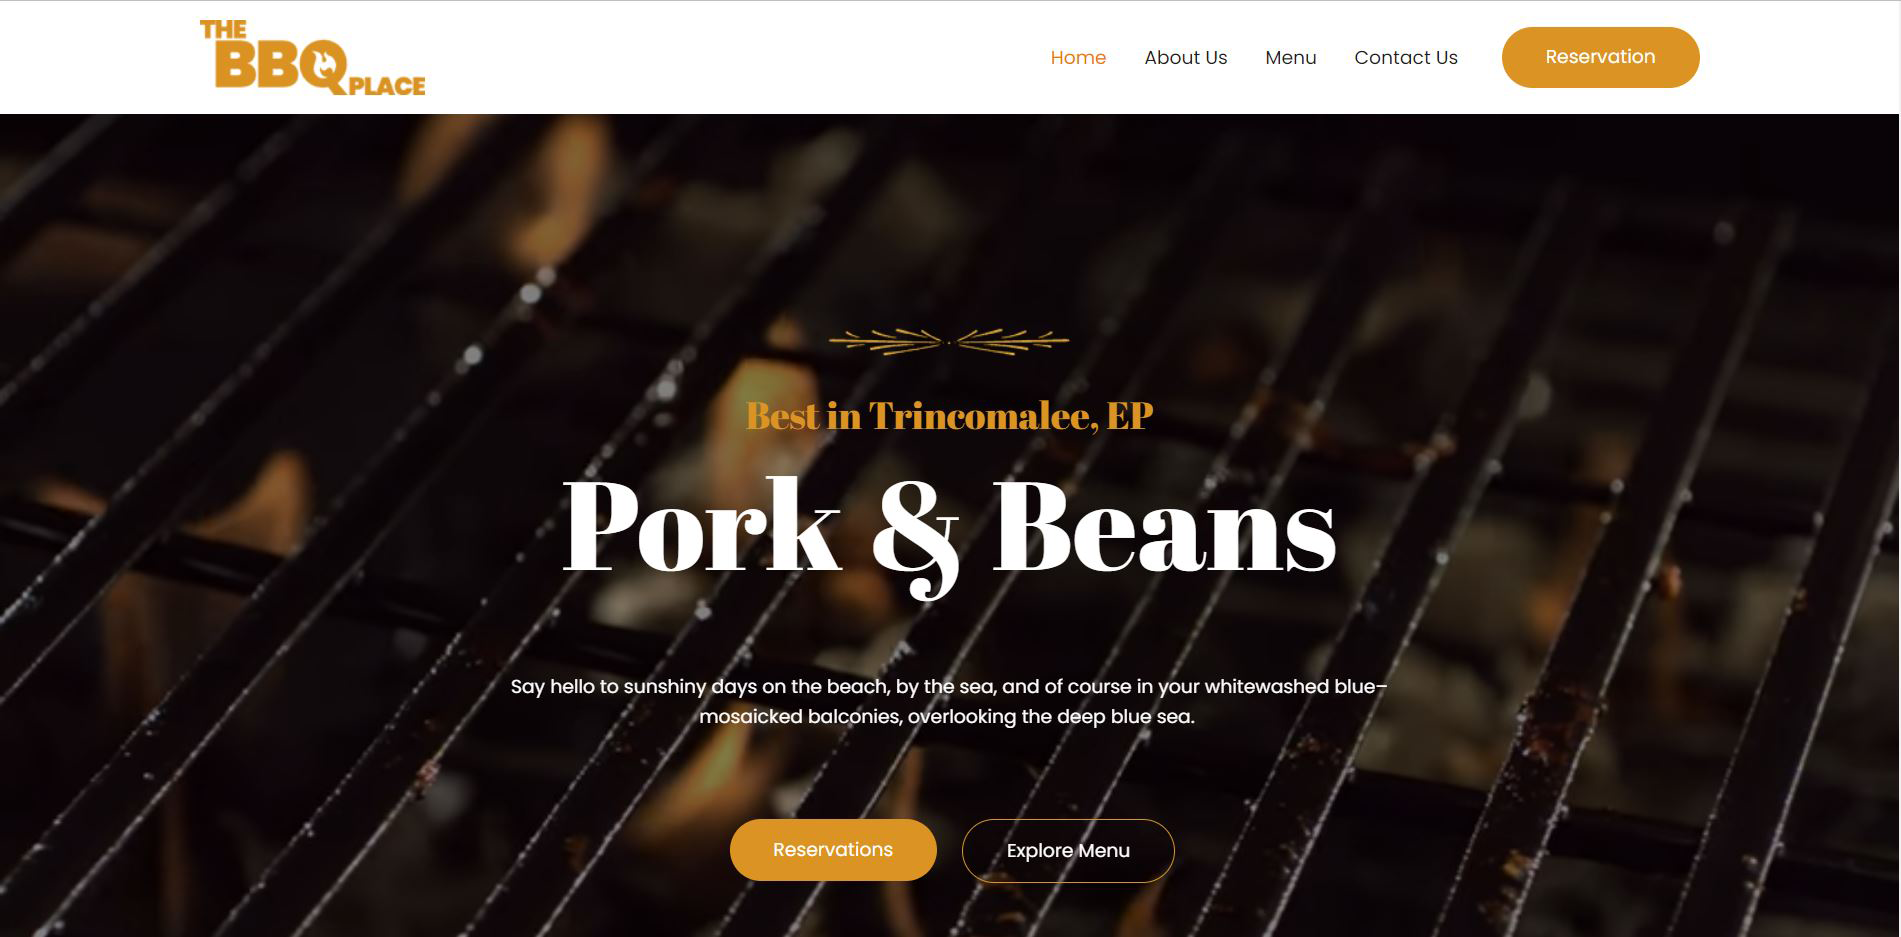 THE
BBQ
PLACE
Home
About Us
Menu
Contact Us
Reservation
Best in Trincomalee, EP
Pork & Beans
Say hello to sunshiny days on the beach, by the sea, and of course in your whitewashed blue–
mosaicked balconies, overlooking the deep blue sea.
Reservations
Explore Menu